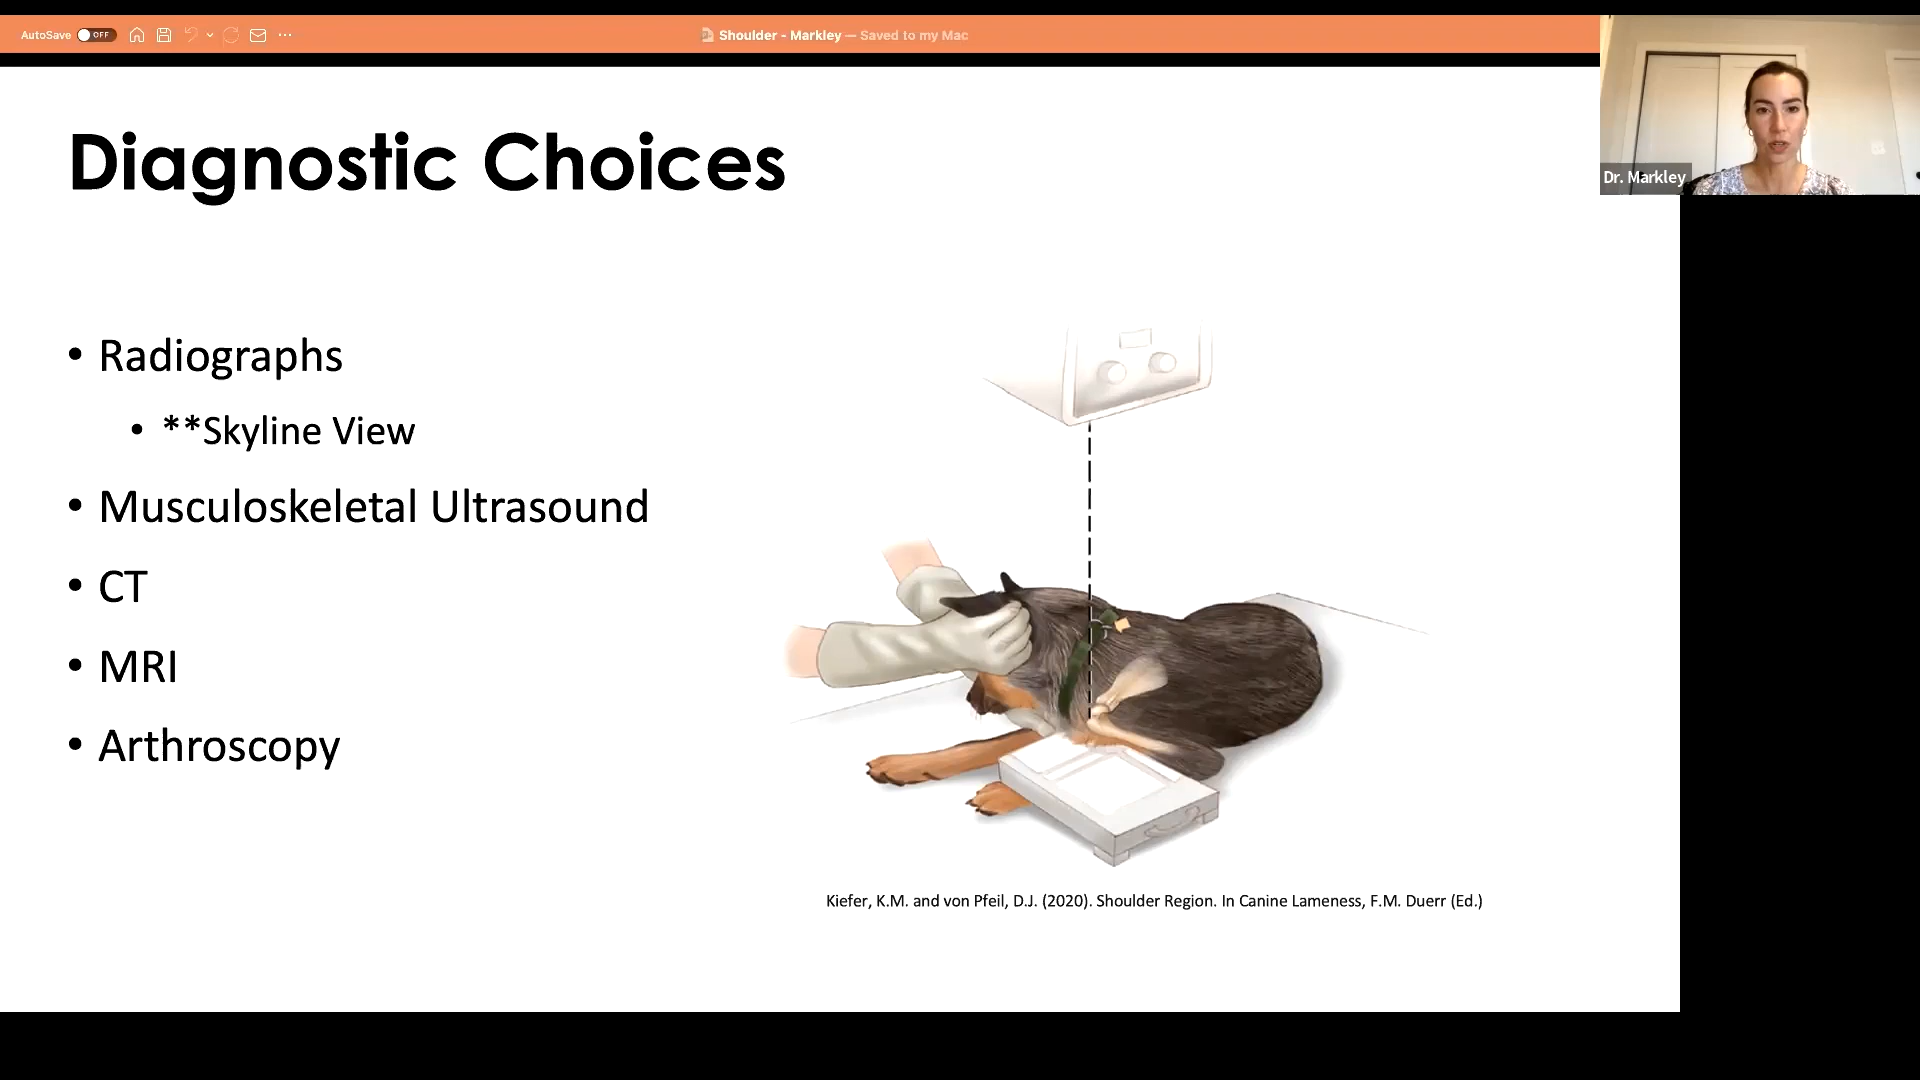 AutoSave OFF
Shoulder - Markley — Saved to my Mac
Dr. Markley
Diagnostic Choices
• Radiographs
• **Skyline View
• Musculoskeletal Ultrasound
• CT
• MRI
• Arthroscopy
Kiefer, K.M. and von Pfeil, D.J. (2020). Shoulder Region. In Canine Lameness, F.M. Duerr (Ed.)